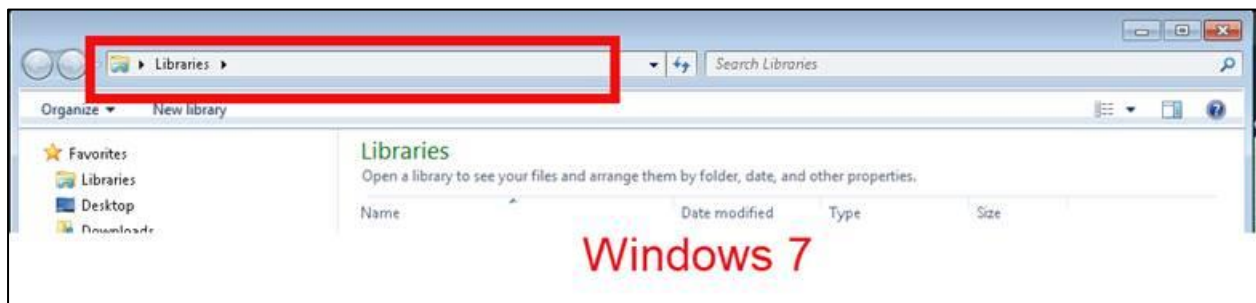 Libraries
Search Libraries
Organize
New library
Favorites
Libraries
Desktop
Downloads
Libraries
Open a library to see your files and arrange them by folder, date, and other properties.
Name Date modified Type Size
Windows 7